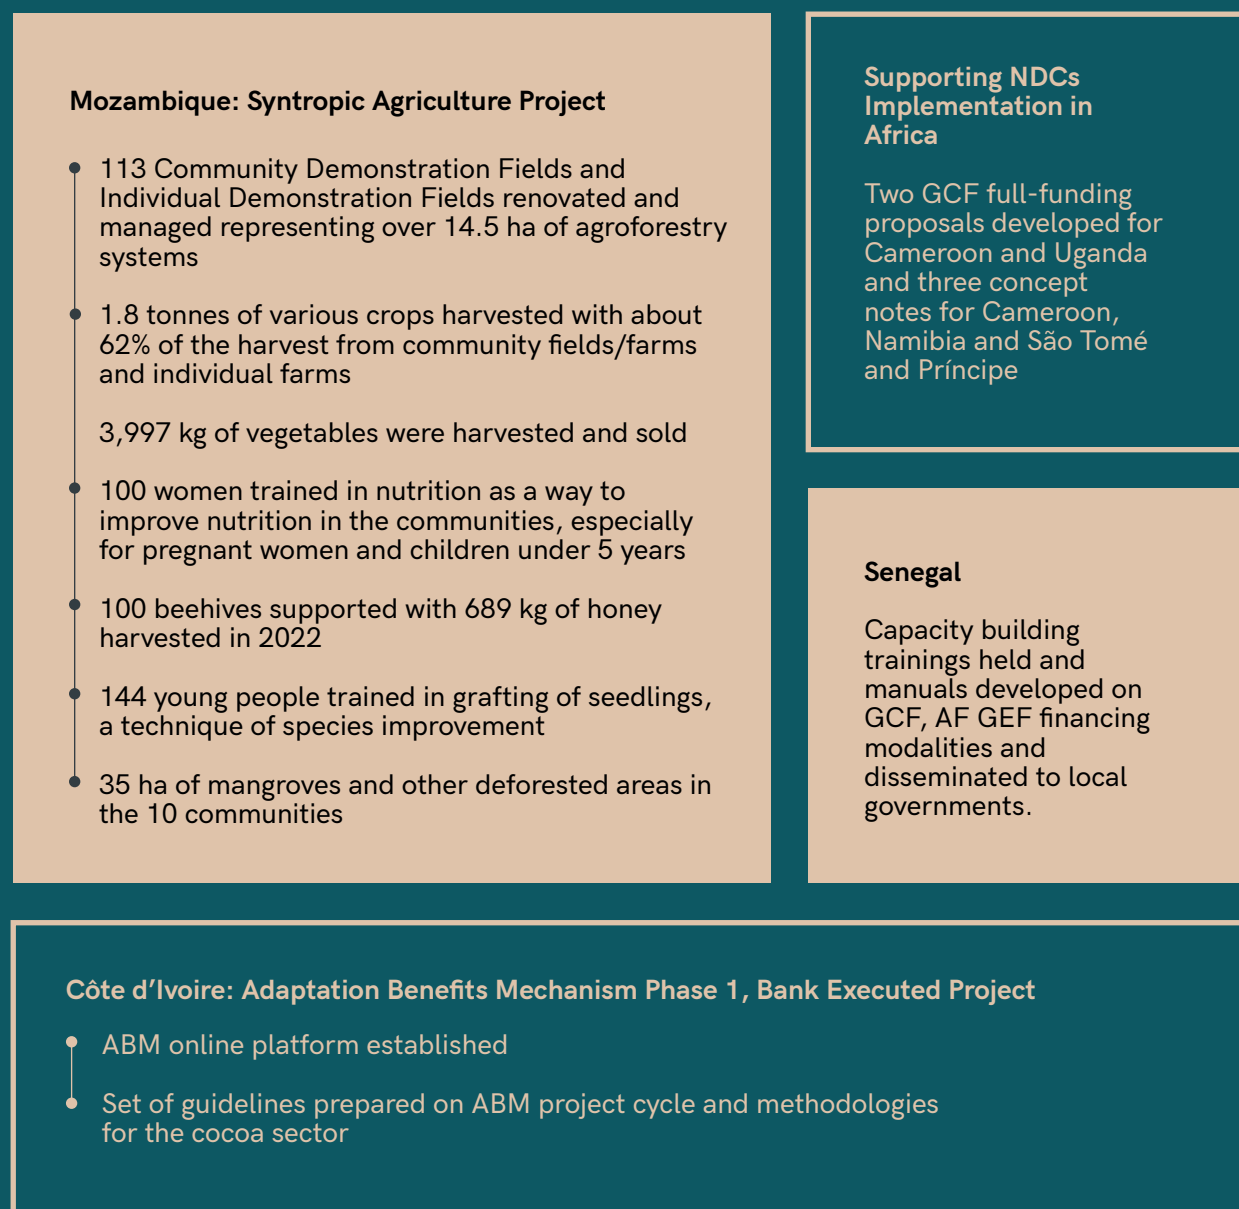 Mozambique: Syntropic Agriculture Project
113 Community Demonstration Fields and
Individual Demonstration Fields renovated and
managed representing over 14.5 ha of agroforestry
systems
1.8 tonnes of various crops harvested with about
62% of the harvest from community fields/farms
and individual farms
3,997 kg of vegetables were harvested and sold
100 women trained in nutrition as a way to
improve nutrition in the communities, especially
for pregnant women and children under 5 years
100 beehives supported with 689 kg of honey
harvested in 2022
144 young people trained in grafting of seedlings,
a technique of species improvement
35 ha of mangroves and other deforested areas in
the 10 communities
Supporting NDCs
Implementation in
Africa
Two GCF full-funding
proposals developed for
Cameroon and Uganda
and three concept
notes for Cameroon,
Namibia and São Tomé
and Príncipe
Senegal
Capacity building
trainings held and
manuals developed on
GCF, AF GEF financing
modalities and
disseminated to local
governments.
Côte d’Ivoire: Adaptation Benefits Mechanism Phase 1, Bank Executed Project
ABM online platform established
Set of guidelines prepared on ABM project cycle and methodologies
for the cocoa sector